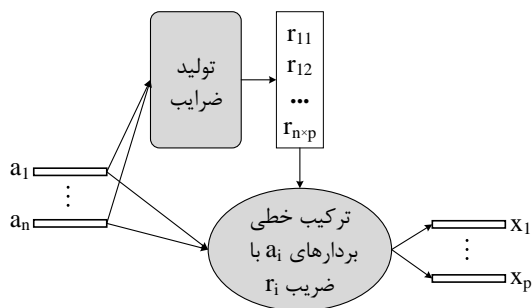 تولید
ضرایب
r11
r12
...
rn×p
a1
⋮
an
ترکیب خطی
بردارهای ai با
ضریب ri
x1
⋮
xp